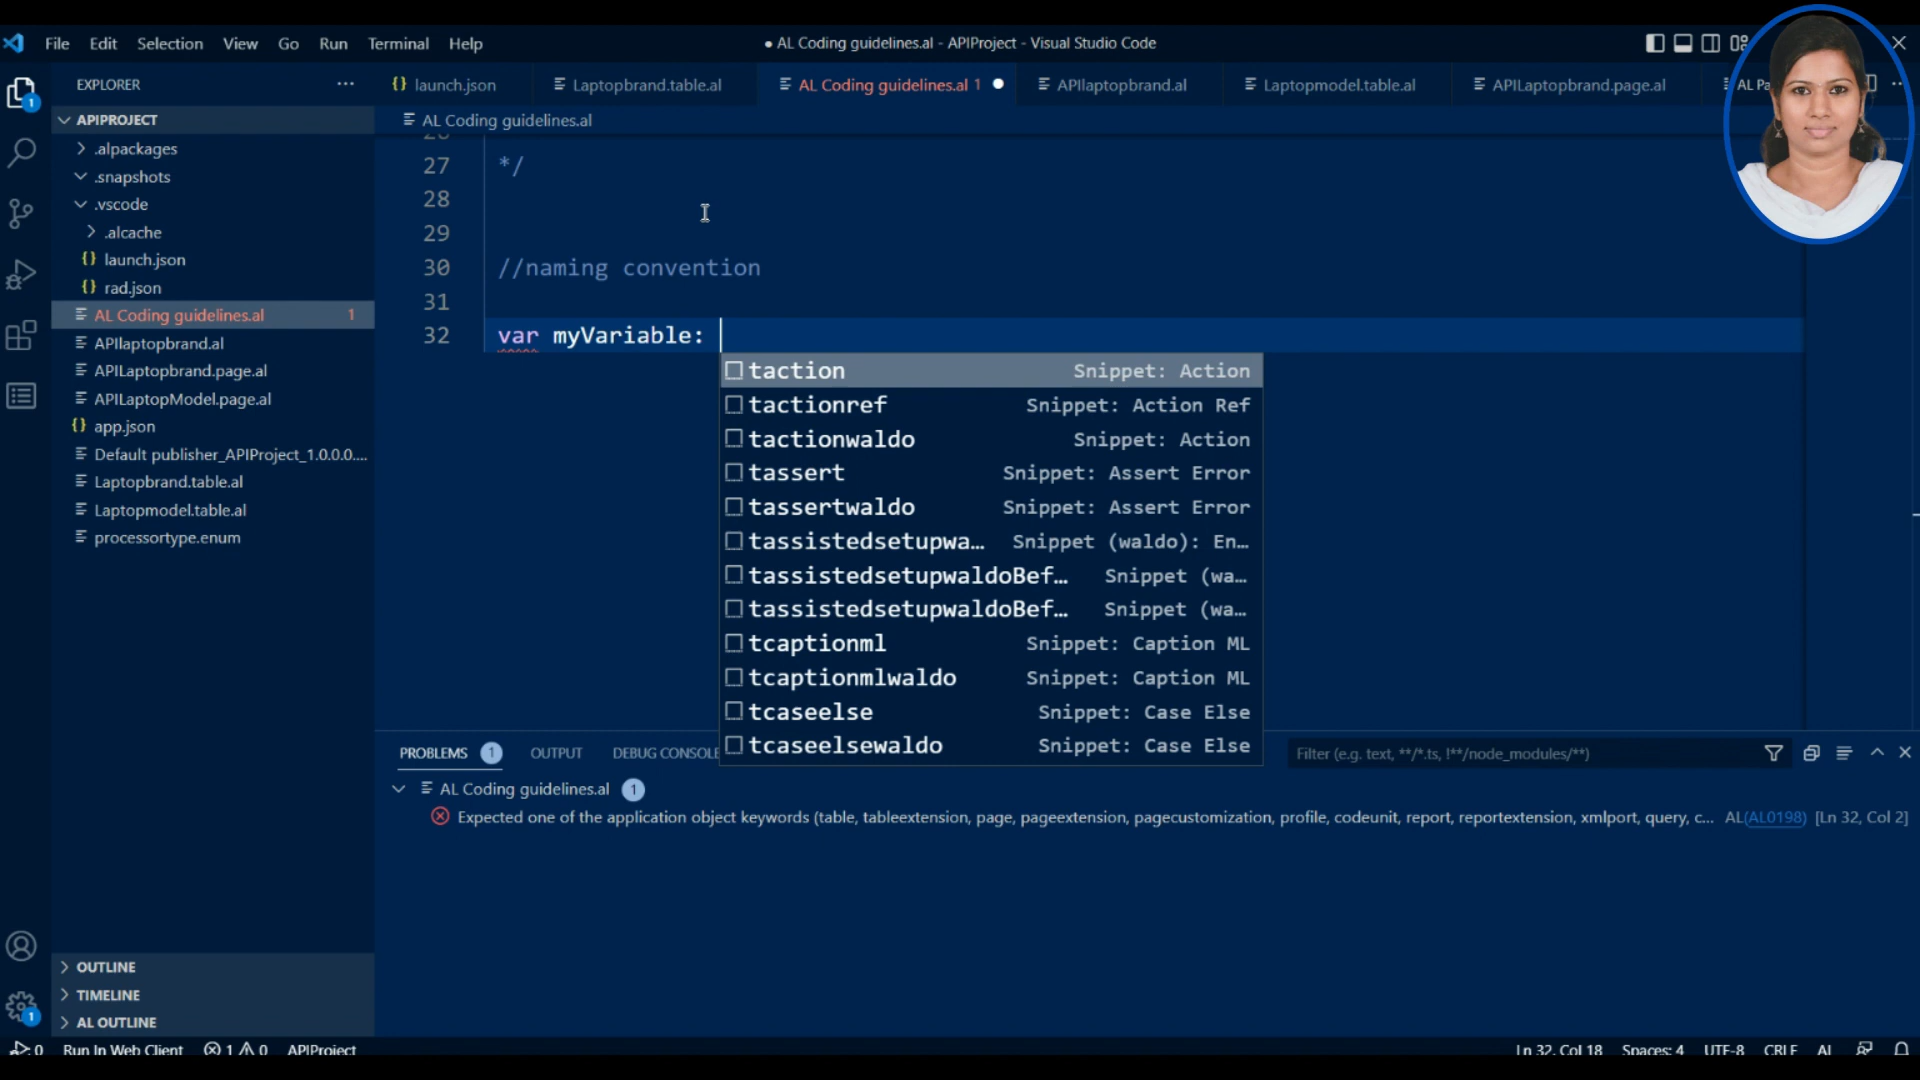 File Edit Selection View Go Run Terminal Help
● AL Coding guidelines.al - APIProject - Visual Studio Code
EXPLORER
launch.json
Laptopbrand.table.al
AL Coding guidelines.al 1
APIlaptopbrand.al
Laptopmodel.table.al
APILaptopbrand.page.al
AL Pa
APIPROJECT
.alpackages
.snapshots
.vscode
.alcache
launch.json
rad.json
AL Coding guidelines.al 1
APIlaptopbrand.al
APILaptopbrand.page.al
APILaptopModel.page.al
app.json
Default publisher_APIProject_1.0.0.0....
Laptopbrand.table.al
Laptopmodel.table.al
processortype.enum
OUTLINE
TIMELINE
AL OUTLINE
AL Coding guidelines.al
27 */
28
29
30 //naming convention
31
32 var myVariable:
taction Snippet: Action
tactionref Snippet: Action Ref
tactionwaldo Snippet: Action
tassert Snippet: Assert Error
tassertwaldo Snippet: Assert Error
tassistedsetupwa… Snippet (waldo): En…
tassistedsetupwaldoBef… Snippet (wa…
tassistedsetupwaldoBef… Snippet (wa…
tcaptionml Snippet: Caption ML
tcaptionmlwaldo Snippet: Caption ML
tcaseelse Snippet: Case Else
tcaseelsewaldo Snippet: Case Else
PROBLEMS 1 OUTPUT DEBUG CONSOLE
Filter (e.g. text, **/*.ts, !**/node_modules/**)
AL Coding guidelines.al 1
Expected one of the application object keywords (table, tableextension, page, pageextension, pagecustomization, profile, codeunit, report, reportextension, xmlport, query, c... AL(AL0198) [Ln 32, Col 2]
0 Run In Web Client 1 0 APIProject
Ln 32, Col 18 Spaces: 4 UTF-8 CRLF AL